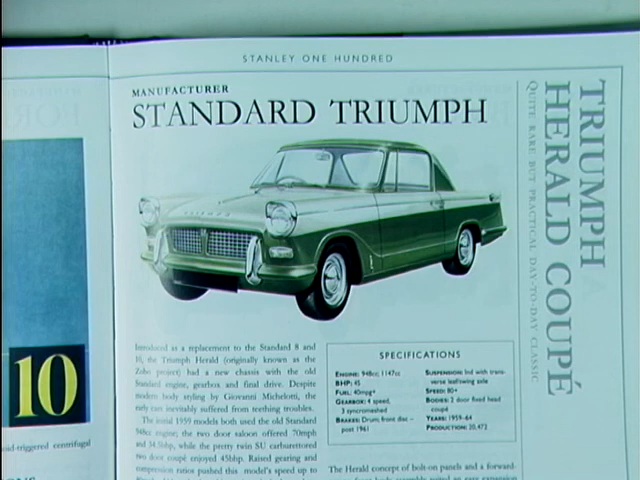 STANLEY ONE HUNDRED
MANUFACTURER
STANDARD TRIUMPH
TRIUMPH
HERALD COUPÉ
QUITE RARE BUT PRACTICAL DAY-TO-DAY CLASSIC
10
Introduced as a replacement to the Standard 8 and
10, the Triumph Herald (originally known as the
Zobo project) had a new chassis with the old
Standard engine, gearbox and final drive. Despite
modern body styling by Giovanni Michelotti, the
early cars inevitably suffered from teething troubles.
The initial 1959 models both used the old Standard
948cc engine; the two door saloon offered 70mph
and 34.5bhp, while the pretty twin SU carburettored
two door coupé enjoyed 45bhp. Raised gearing and
compression ratios pushed this model's speed up to
SPECIFICATIONS
ENGINE: 948cc; 1147cc
BHP: 45
FUEL: 40mpg+
GEARBOX: 4 speed,
3 syncromeshed
BRAKES: Drum; front disc –
post 1961
SUSPENSION: Ind with trans-
verse leaf/swing axle
SPEED: 80+
BODIES: 2 door fixed head
coupé
YEARS: 1959-64
PRODUCTION: 20,472
The Herald concept of bolt-on panels and a forward-
-triggered centrifugal